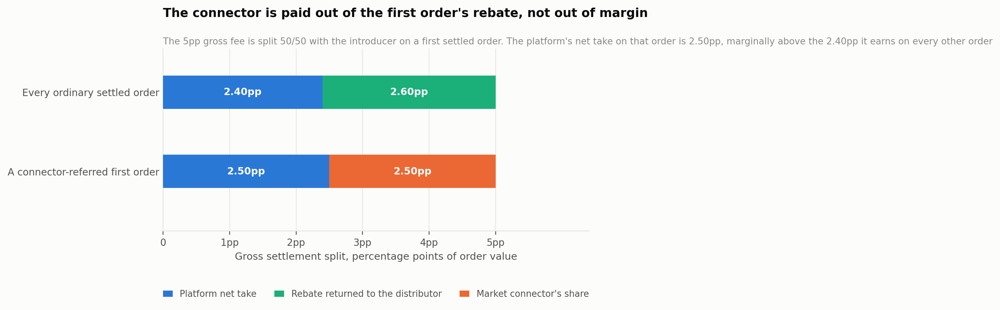 The connector is paid out of the first order's rebate, not out of margin
The 5pp gross fee is split 50/50 with the introducer on a first settled order. The platform's net take on that order is 2.50pp, marginally above the 2.40pp it earns on every other order
Every ordinary settled order
2.40pp
2.60pp
A connector-referred first order
2.50pp
2.50pp
0
1pp
2pp
3pp
4pp
5pp
Gross settlement split, percentage points of order value
Platform net take
Rebate returned to the distributor
Market connector's share